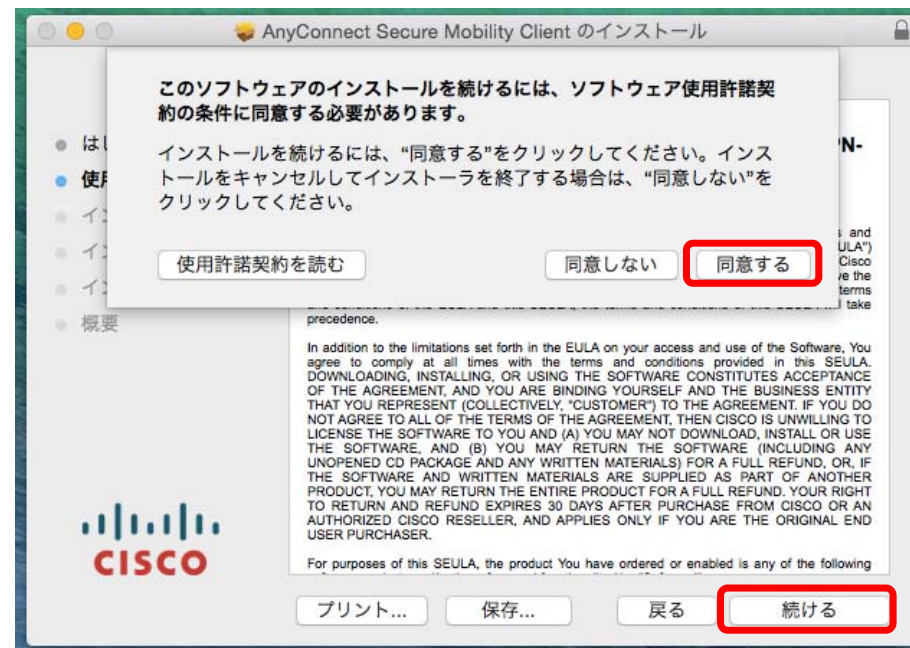 AnyConnect Secure Mobility Client のインストール
このソフトウェアのインストールを続けるには、ソフトウェア使用許諾契
約の条件に同意する必要があります。
インストールを続けるには、“同意する”をクリックしてください。インス
トールをキャンセルしてインストーラを終了する場合は、“同意しない”を
クリックしてください。
使用許諾契約を読む 同意しない 同意する
はじ
使用
イン
イン
イン
概要
N-
and
ULA")
Cisco
the
terms
take
precedence.
In addition to the limitations set forth in the EULA on your access and use of the Software, You
agree to comply at all times with the terms and conditions provided in this SEULA.
DOWNLOADING, INSTALLING, OR USING THE SOFTWARE CONSTITUTES ACCEPTANCE
OF THE AGREEMENT, AND YOU ARE BINDING YOURSELF AND THE BUSINESS ENTITY
THAT YOU REPRESENT (COLLECTIVELY, "CUSTOMER") TO THE AGREEMENT. IF YOU DO
NOT AGREE TO ALL OF THE TERMS OF THE AGREEMENT, THEN CISCO IS UNWILLING TO
LICENSE THE SOFTWARE TO YOU AND (A) YOU MAY NOT DOWNLOAD, INSTALL OR USE
THE SOFTWARE, AND (B) YOU MAY RETURN THE SOFTWARE (INCLUDING ANY
UNOPENED CD PACKAGE AND ANY WRITTEN MATERIALS) FOR A FULL REFUND, OR, IF
THE SOFTWARE AND WRITTEN MATERIALS ARE SUPPLIED AS PART OF ANOTHER
PRODUCT, YOU MAY RETURN THE ENTIRE PRODUCT FOR A FULL REFUND. YOUR RIGHT
TO RETURN AND REFUND EXPIRES 30 DAYS AFTER PURCHASE FROM CISCO OR AN
AUTHORIZED CISCO RESELLER, AND APPLIES ONLY IF YOU ARE THE ORIGINAL END
USER PURCHASER.
For purposes of this SEULA, the product You have ordered or enabled is any of the following
CISCO
プリント... 保存... 戻る 続ける